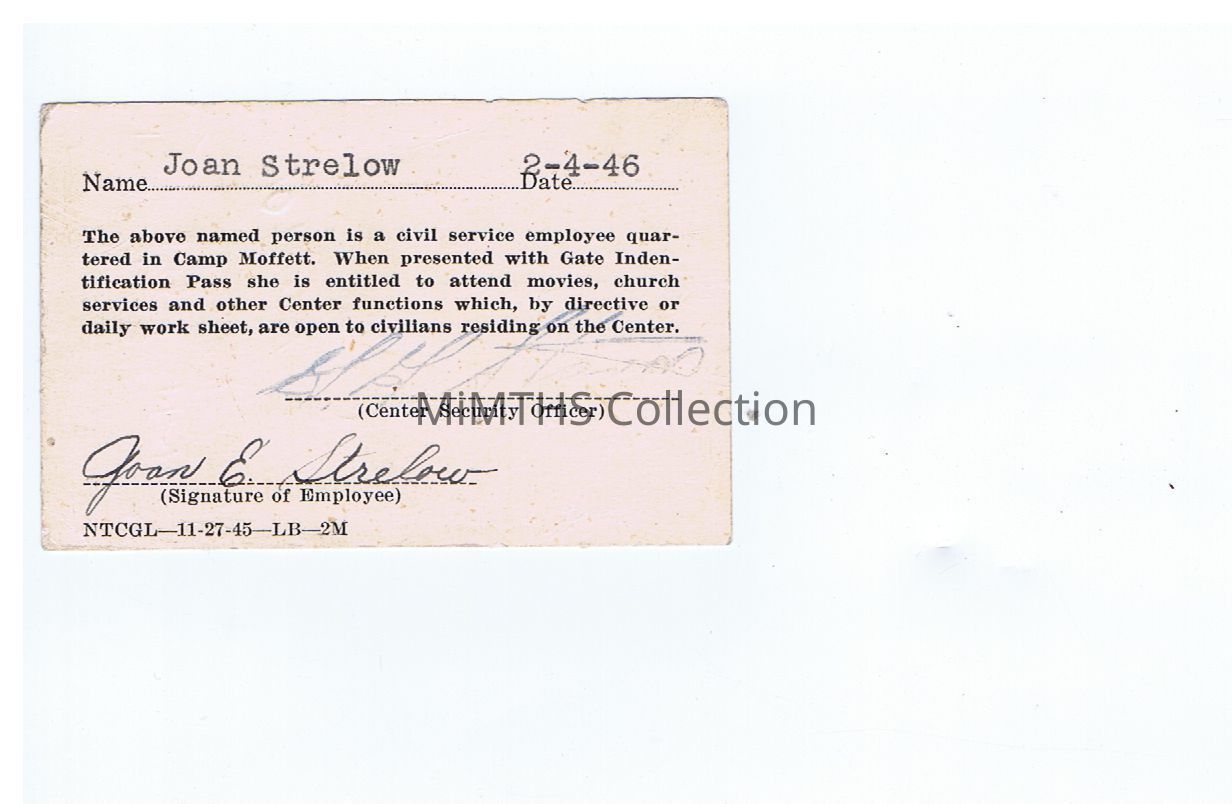 Name Joan Strelow Date 2-4-46
The above named person is a civil service employee quar-
tered in Camp Moffett. When presented with Gate Inden-
tification Pass she is entitled to attend movies, church
services and other Center functions which, by directive or
daily work sheet, are open to civilians residing on the Center.
(Center Security Officer)
MiMTHS Collection
Joan E. Strelow
(Signature of Employee)
NTCGL—11-27-45—LB—2M